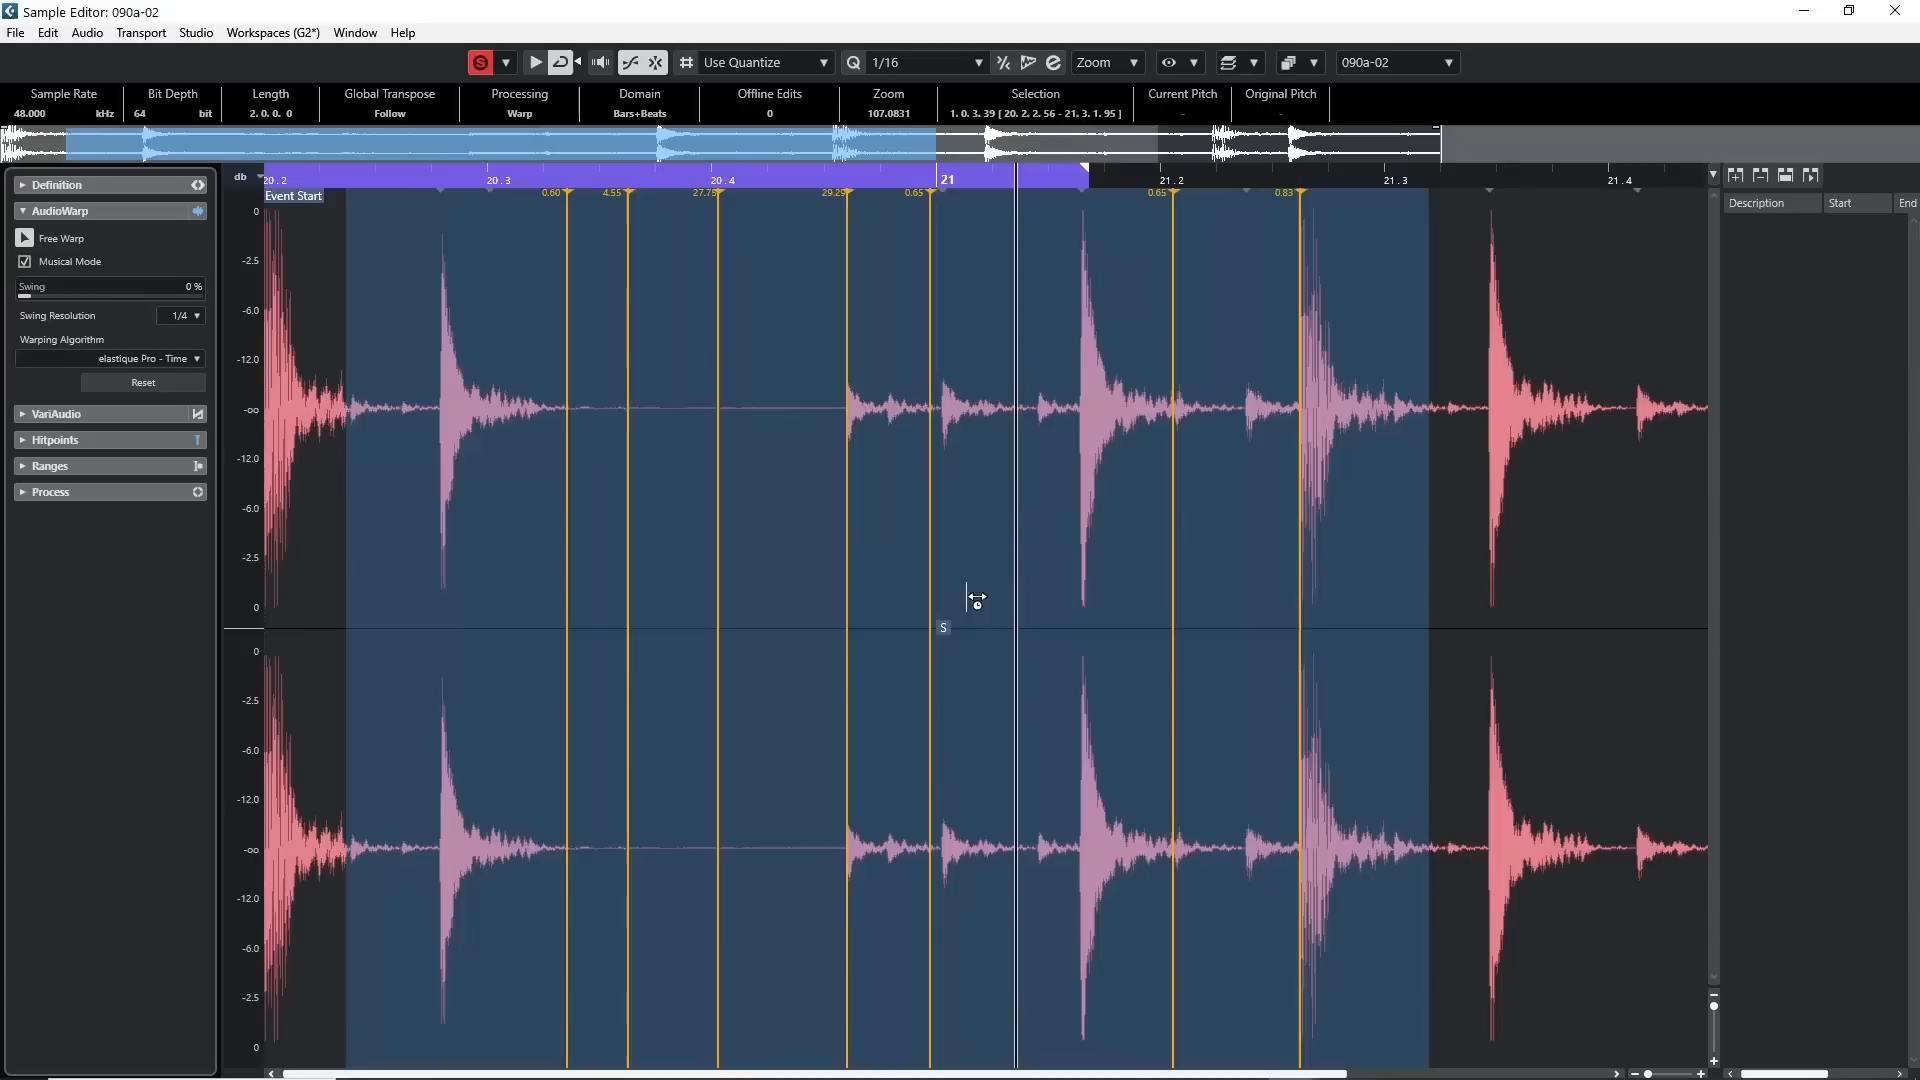 Sample Editor: 090a-02
File Edit Audio Transport Studio Workspaces (G2*) Window Help
S Use Quantize Q 1/16 Zoom 090a-02
Sample Rate Bit Depth Length Global Transpose Processing Domain Offline Edits Zoom Selection Current Pitch Original Pitch
48.000 kHz 64 bit 2. 0. 0. 0 Follow Warp Bars+Beats 0 107.0831 1. 0. 3. 39 [ 20. 2. 2. 56 - 21. 3. 1. 95 ] - -
db 20.2 20.3 20.4 21 21.2 21.3 21.4
Event Start 0.60 4.55 27.75 29.25 0.65 0.65 0.83
Description Start End
Definition
AudioWarp
Free Warp
Musical Mode
Swing 0 %
Swing Resolution 1/4
Warping Algorithm
elastique Pro - Time
Reset
VariAudio
Hitpoints
Ranges
Process
0
-2.5
-6.0
-12.0
-oo
-12.0
-6.0
-2.5
0
S
0
-2.5
-6.0
-12.0
-oo
-12.0
-6.0
-2.5
0